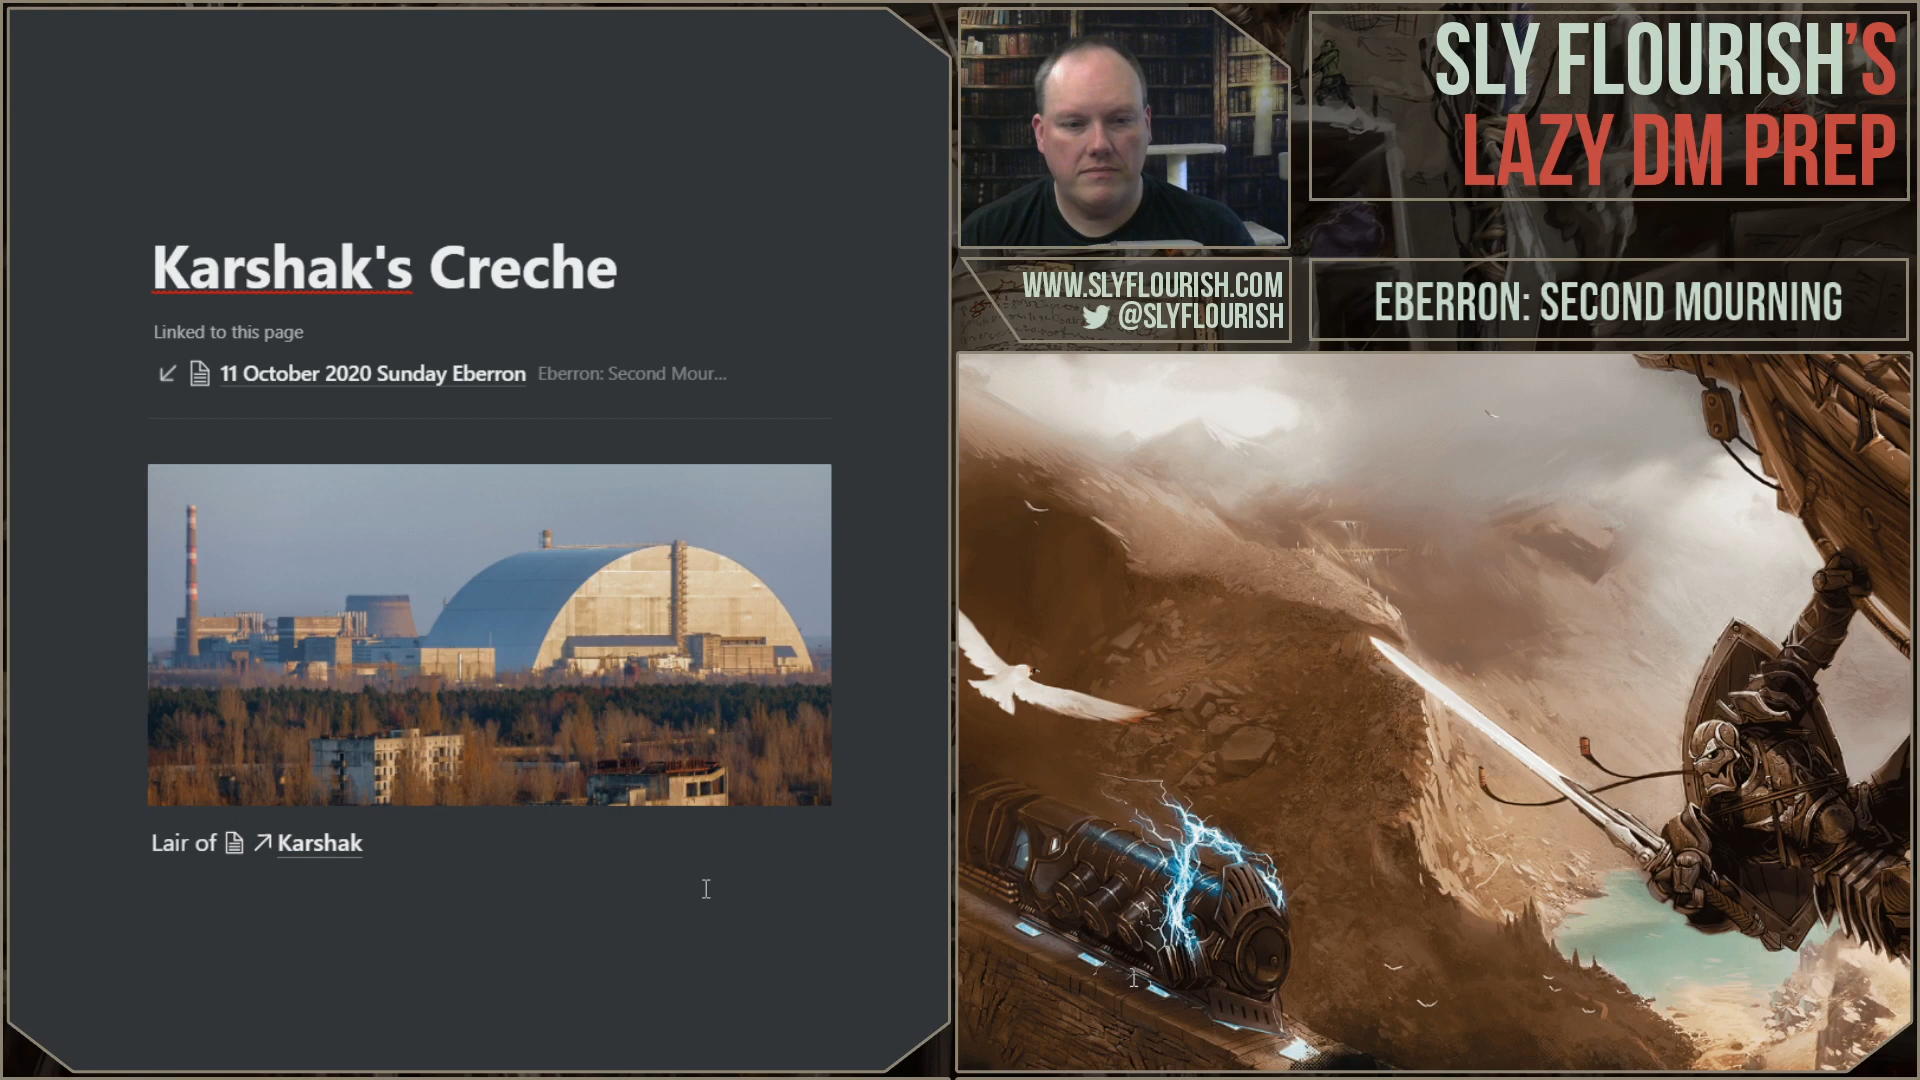 Karshak's Creche
Linked to this page
11 October 2020 Sunday Eberron Eberron: Second Mour...
Lair of Karshak
SLY FLOURISH'S
LAZY DM PREP
WWW.SLYFLOURISH.COM
@SLYFLOURISH
EBERRON: SECOND MOURNING